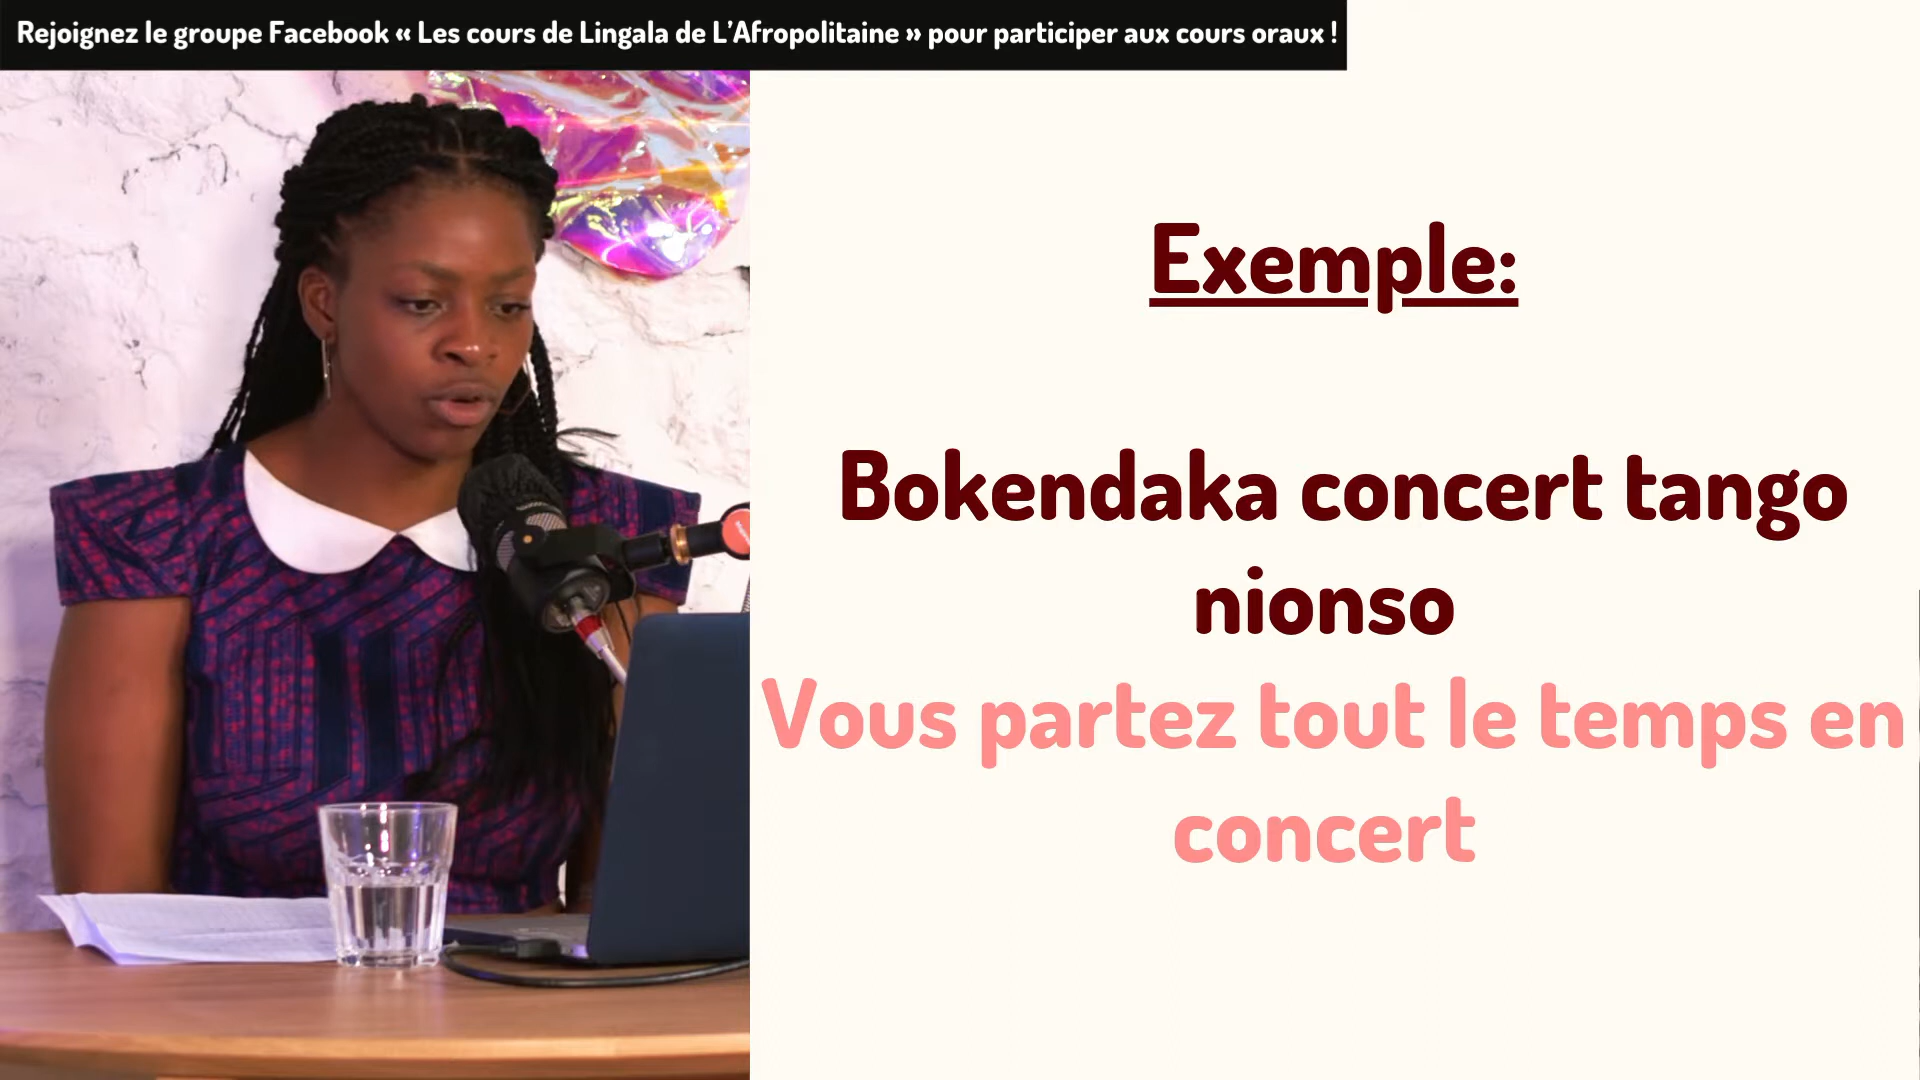 Rejoignez le groupe Facebook « Les cours de Lingala de L’Afropolitaine » pour participer aux cours oraux !
Exemple:
Bokendaka concert tango
nionso
Vous partez tout le temps en
concert